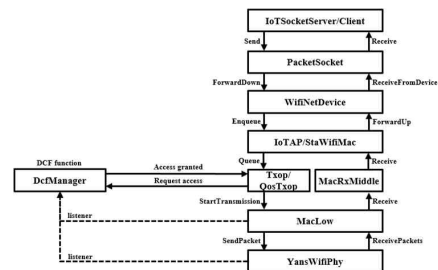 IoTSocketServer/Client
Send
Receive
PacketSocket
ForwardDown
ReceiveFromDevice
WifiNetDevice
Enqueue
ForwardUp
IoTAP/StaWifiMac
DCF function
Queue
Receive
Access granted
DcfManager
Txop/
QosTxop
MacRxMiddle
Request access
StartTransmission
Receive
listener
MacLow
SendPacket
ReceivePackets
listener
YansWifiPhy